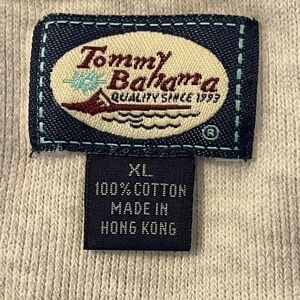 Tommy
Bahama
QUALITY SINCE 1993
®
XL
100% COTTON
MADE IN
HONG KONG